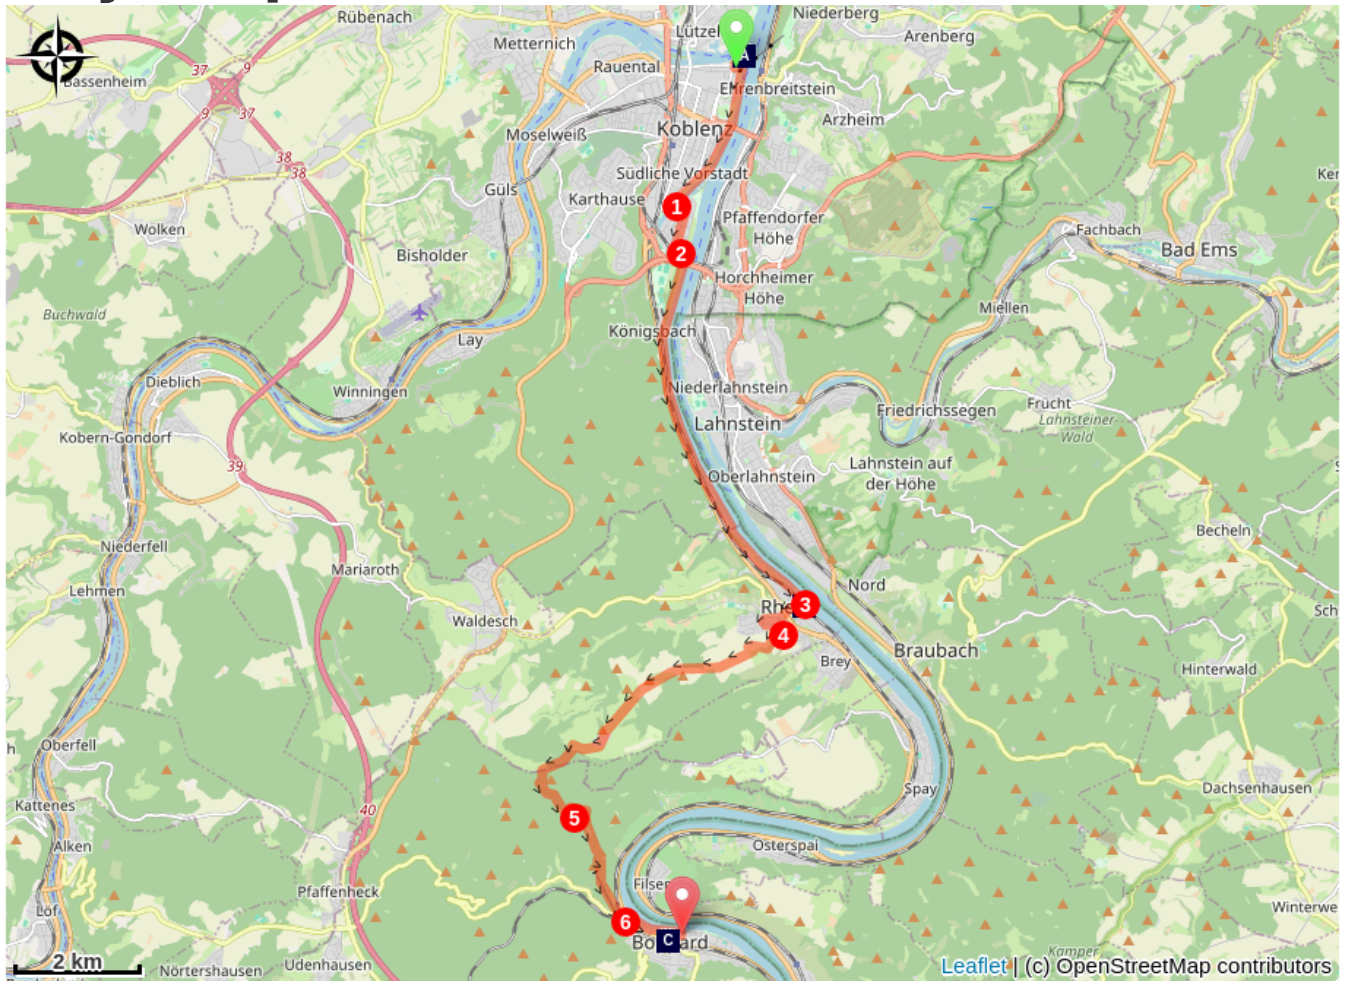 Rübenach
Niederberg
Metternich
Lützel
Arenberg
37
9
Rauental
A
Bassenheim
Ehrenbreitstein
9
37
Arzheim
Moselweiß
Koblenz
38
38
Südliche Vorstadt
Güls
Karthause
1
Pfaffendorfer
Höhe
Wolken
Fachbach
Bisholder
2
Bad Ems
Horchheimer
Höhe
Buchwald
Miellen
Königsbach
Lay
Dieblich
Winningen
Niederlahnstein
Frücht
Friedrichssegen
Lahnsteiner
Wald
Kobern-Gondorf
Lahnstein
39
Lahnstein auf
der Höhe
Oberlahnstein
Becheln
Niederfell
Mariaroth
Nord
Lehmen
3
Waldesch
4
Braubach
Brey
Hinterwald
Oberfell
Spay
Dachsenhausen
Kattenes
40
5
Alken
Osterspai
Pfaffenheck
Filsen
Löf
6
C
Winterwe
Kamper
2 km
Nörtershausen
Udenhausen
Leaflet | (c) OpenStreetMap contributors